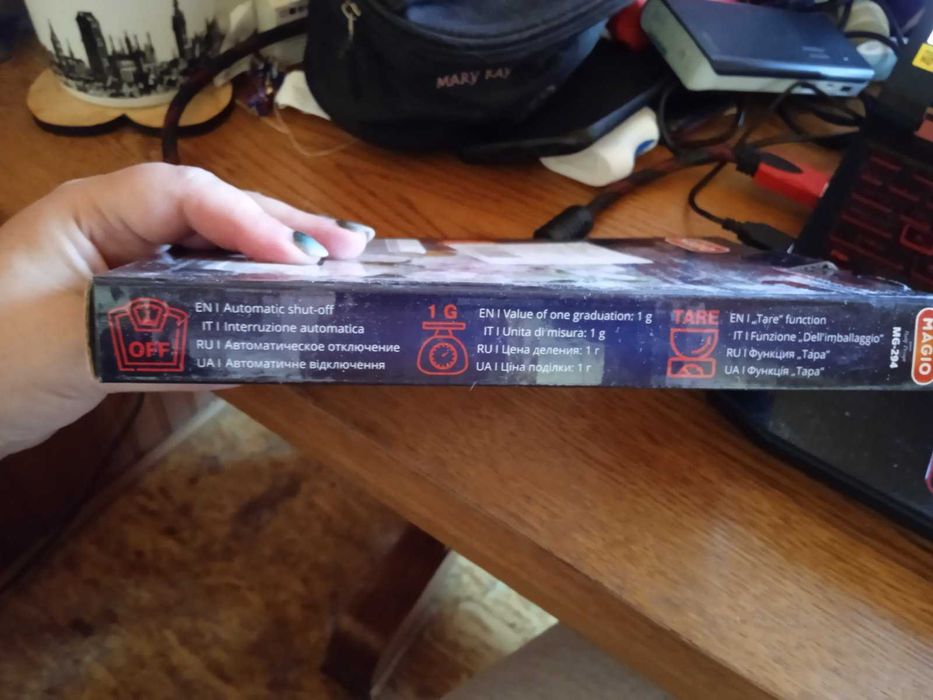 MARY KAY
OFF
EN | Automatic shut-off
IT | Interruzione automatica
RU | Автоматическое отключение
UA | Автоматичне відключення
1 G
EN | Value of one graduation: 1 g
IT | Unita di misura: 1 g
RU | Цена деления: 1 г
UA | Ціна поділки: 1 г
TARE
EN | „Tare" function
IT | Funzione „Dell'imballaggio"
RU | Функция „Тара"
UA | Функція „Тара"
MG-294
MAGIO